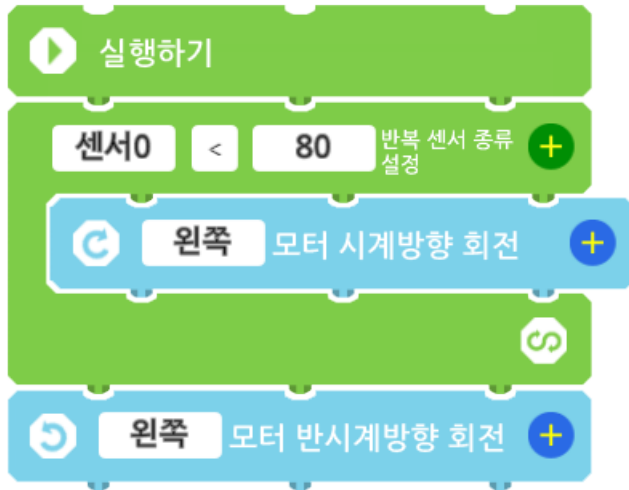 실행하기
센서0 < 80 반복 센서 종류
설정
왼쪽 모터 시계방향 회전
왼쪽 모터 반시계방향 회전